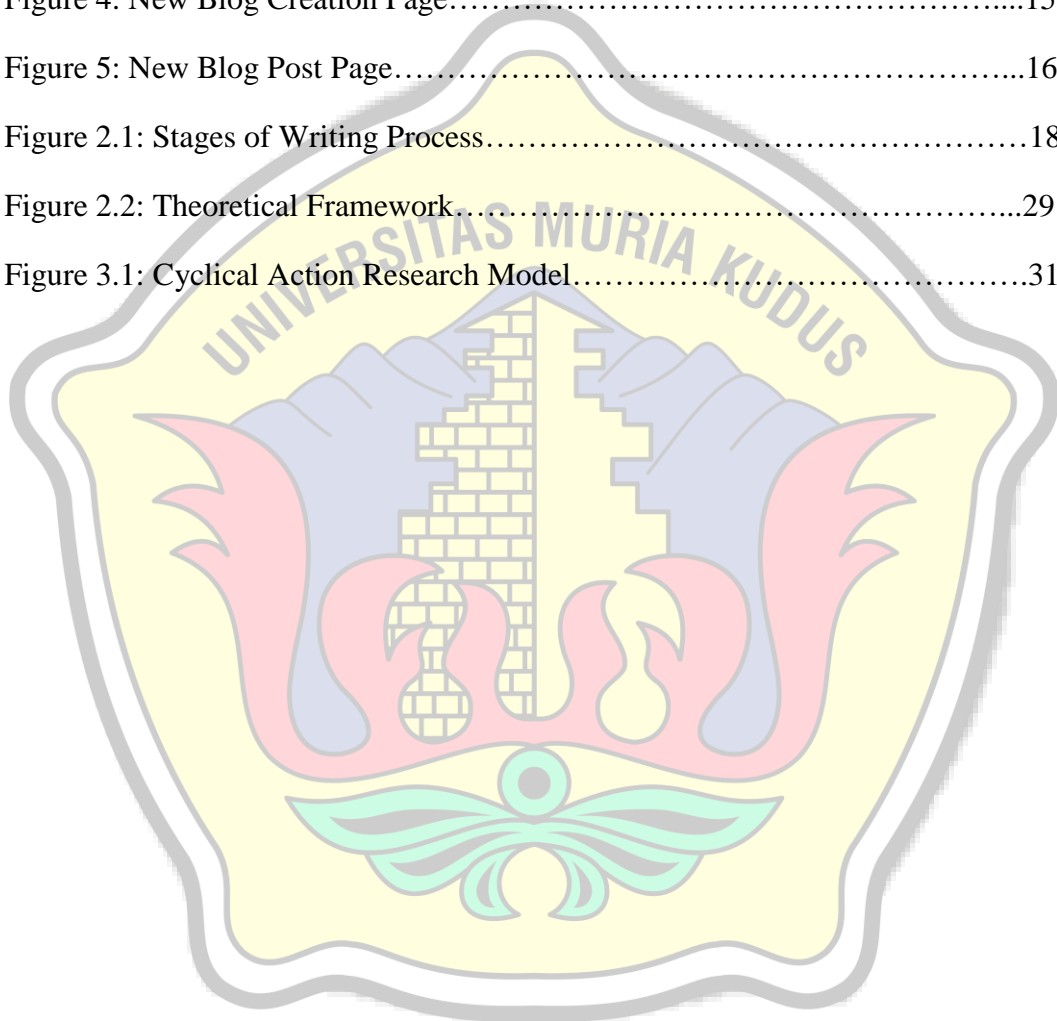 Figure 4: New Blog Creation Page…………………………………………....15
Figure 5: New Blog Post Page…………………………………………………...16
Figure 2.1: Stages of Writing Process……………………………………………18
Figure 2.2: Theoretical Framework……………………………………………...29
Figure 3.1: Cyclical Action Research Model…………………………………….31
UNIVERSITAS MURIA KUDUS